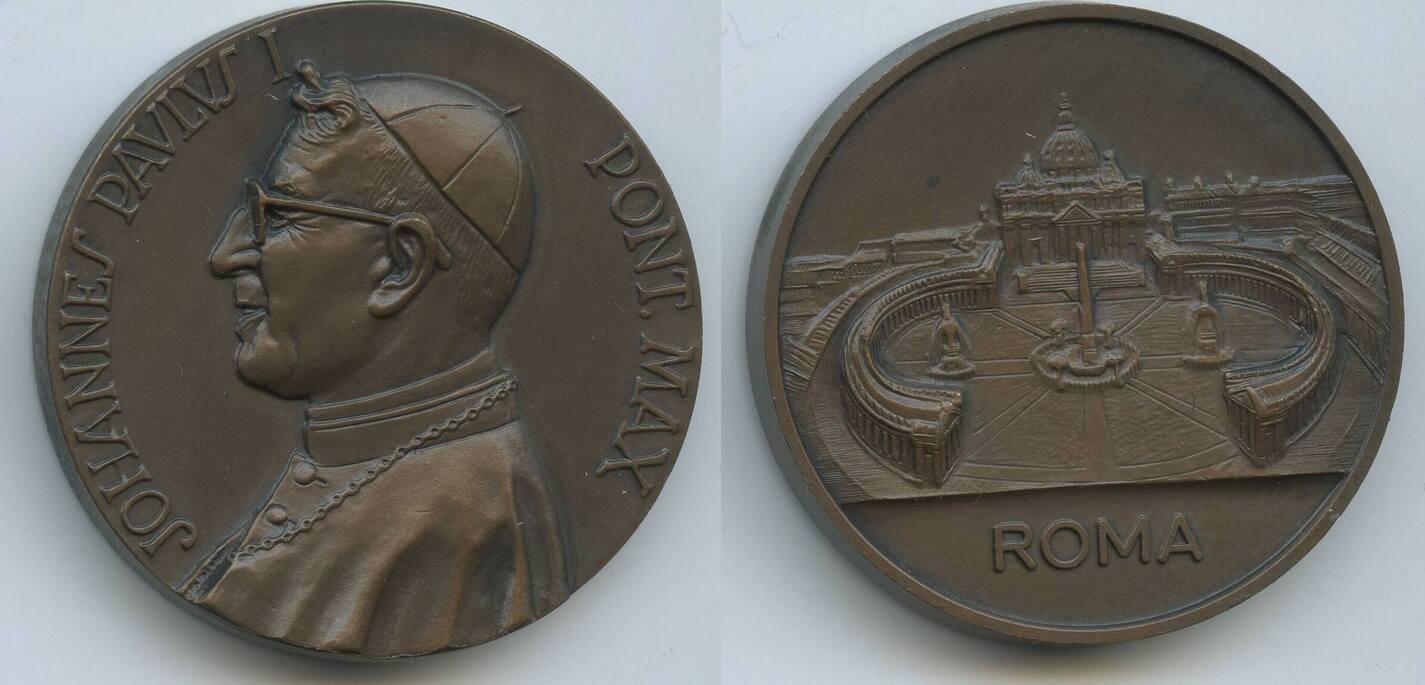 JOHANNES PAVLVS I
PONT. MAX
ROMA